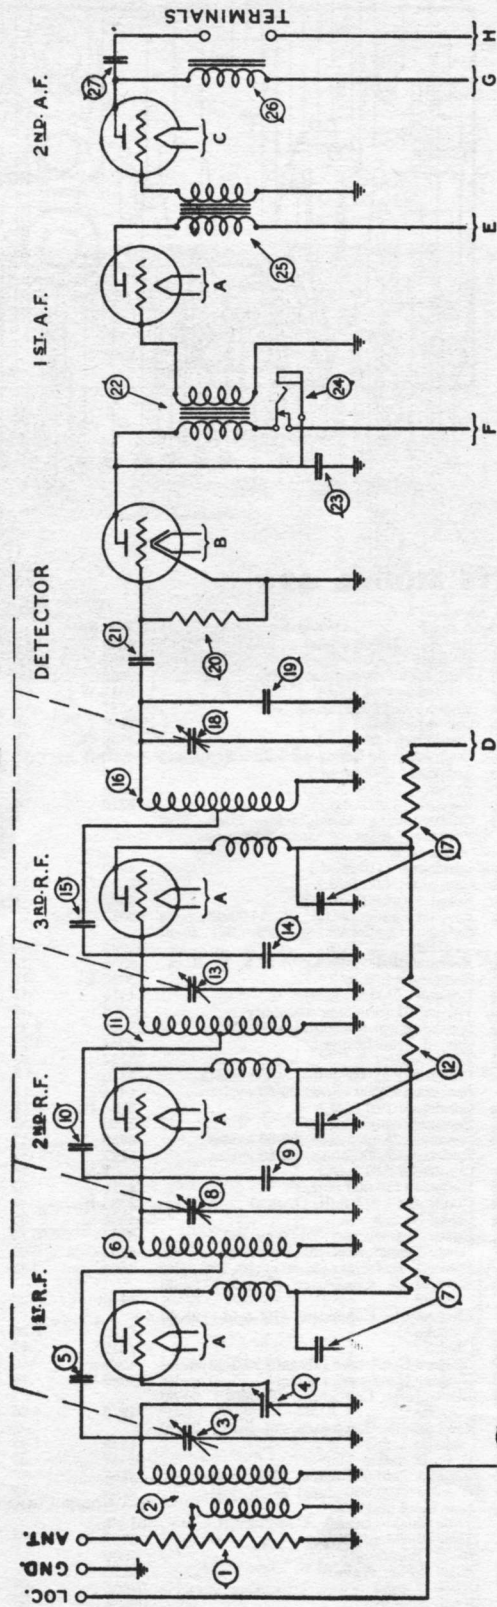 LOC.
GND.
ANT.
1ST. R.F.
2ND. R.F.
3RD. R.F.
DETECTOR
1ST. A.F.
2ND. A.F.
TERMINALS
1
2
3
4
5
6
7
8
9
10
11
12
13
14
15
16
17
18
19
20
21
22
23
24
25
26
27
A
A
A
B
A
C
D
F
E
G
H